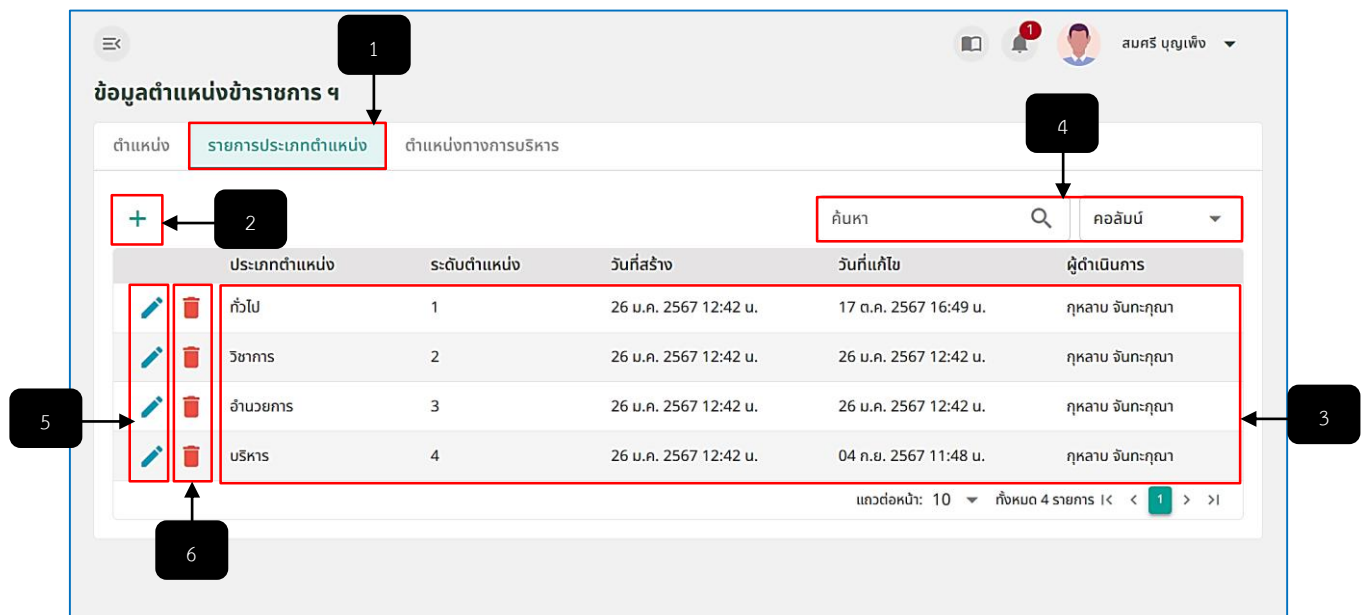 1
1
สมศรี บุญเพ็ง
ข้อมูลตำแหน่งข้าราชการ ฯ
4
ตำแหน่ง รายการประเภทตำแหน่ง ตำแหน่งทางการบริหาร
2
ค้นหา คอลัมน์
ประเภทตำแหน่ง ระดับตำแหน่ง วันที่สร้าง วันที่แก้ไข ผู้ดำเนินการ
ทั่วไป 1 26 ม.ค. 2567 12:42 น. 17 ต.ค. 2567 16:49 น. กุหลาบ จันทะกุณา
วิชาการ 2 26 ม.ค. 2567 12:42 น. 26 ม.ค. 2567 12:42 น. กุหลาบ จันทะกุณา
อำนวยการ 3 26 ม.ค. 2567 12:42 น. 26 ม.ค. 2567 12:42 น. กุหลาบ จันทะกุณา
5
3
บริหาร 4 26 ม.ค. 2567 12:42 น. 04 ก.ย. 2567 11:48 น. กุหลาบ จันทะกุณา
แถวต่อหน้า: 10 ทั้งหมด 4 รายการ |< < 1 > >|
6